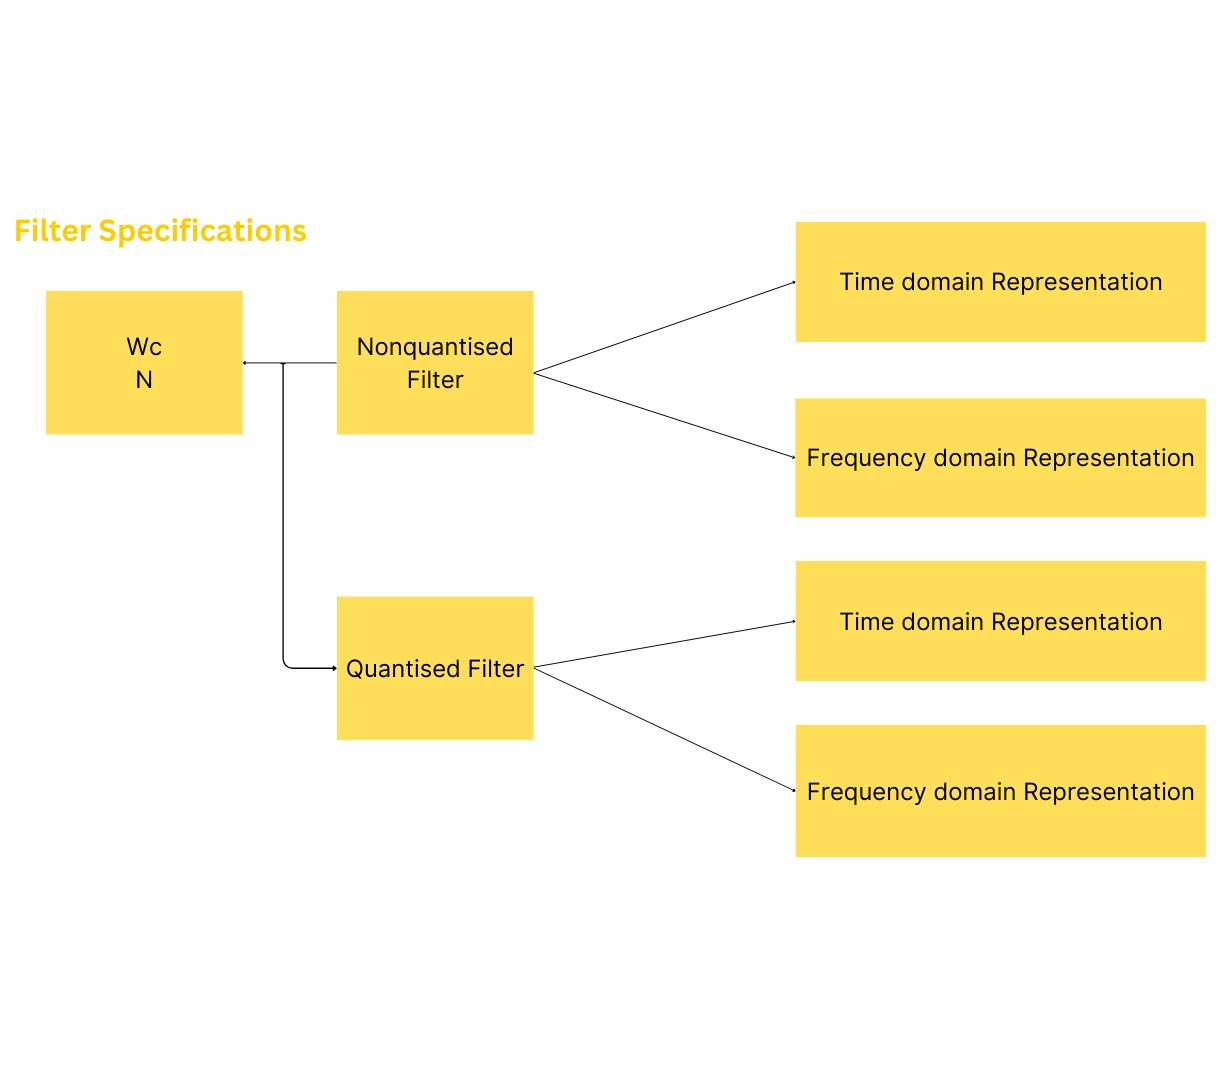 Filter Specifications
Wc
N
Nonquantised
Filter
Time domain Representation
Frequency domain Representation
Quantised Filter
Time domain Representation
Frequency domain Representation